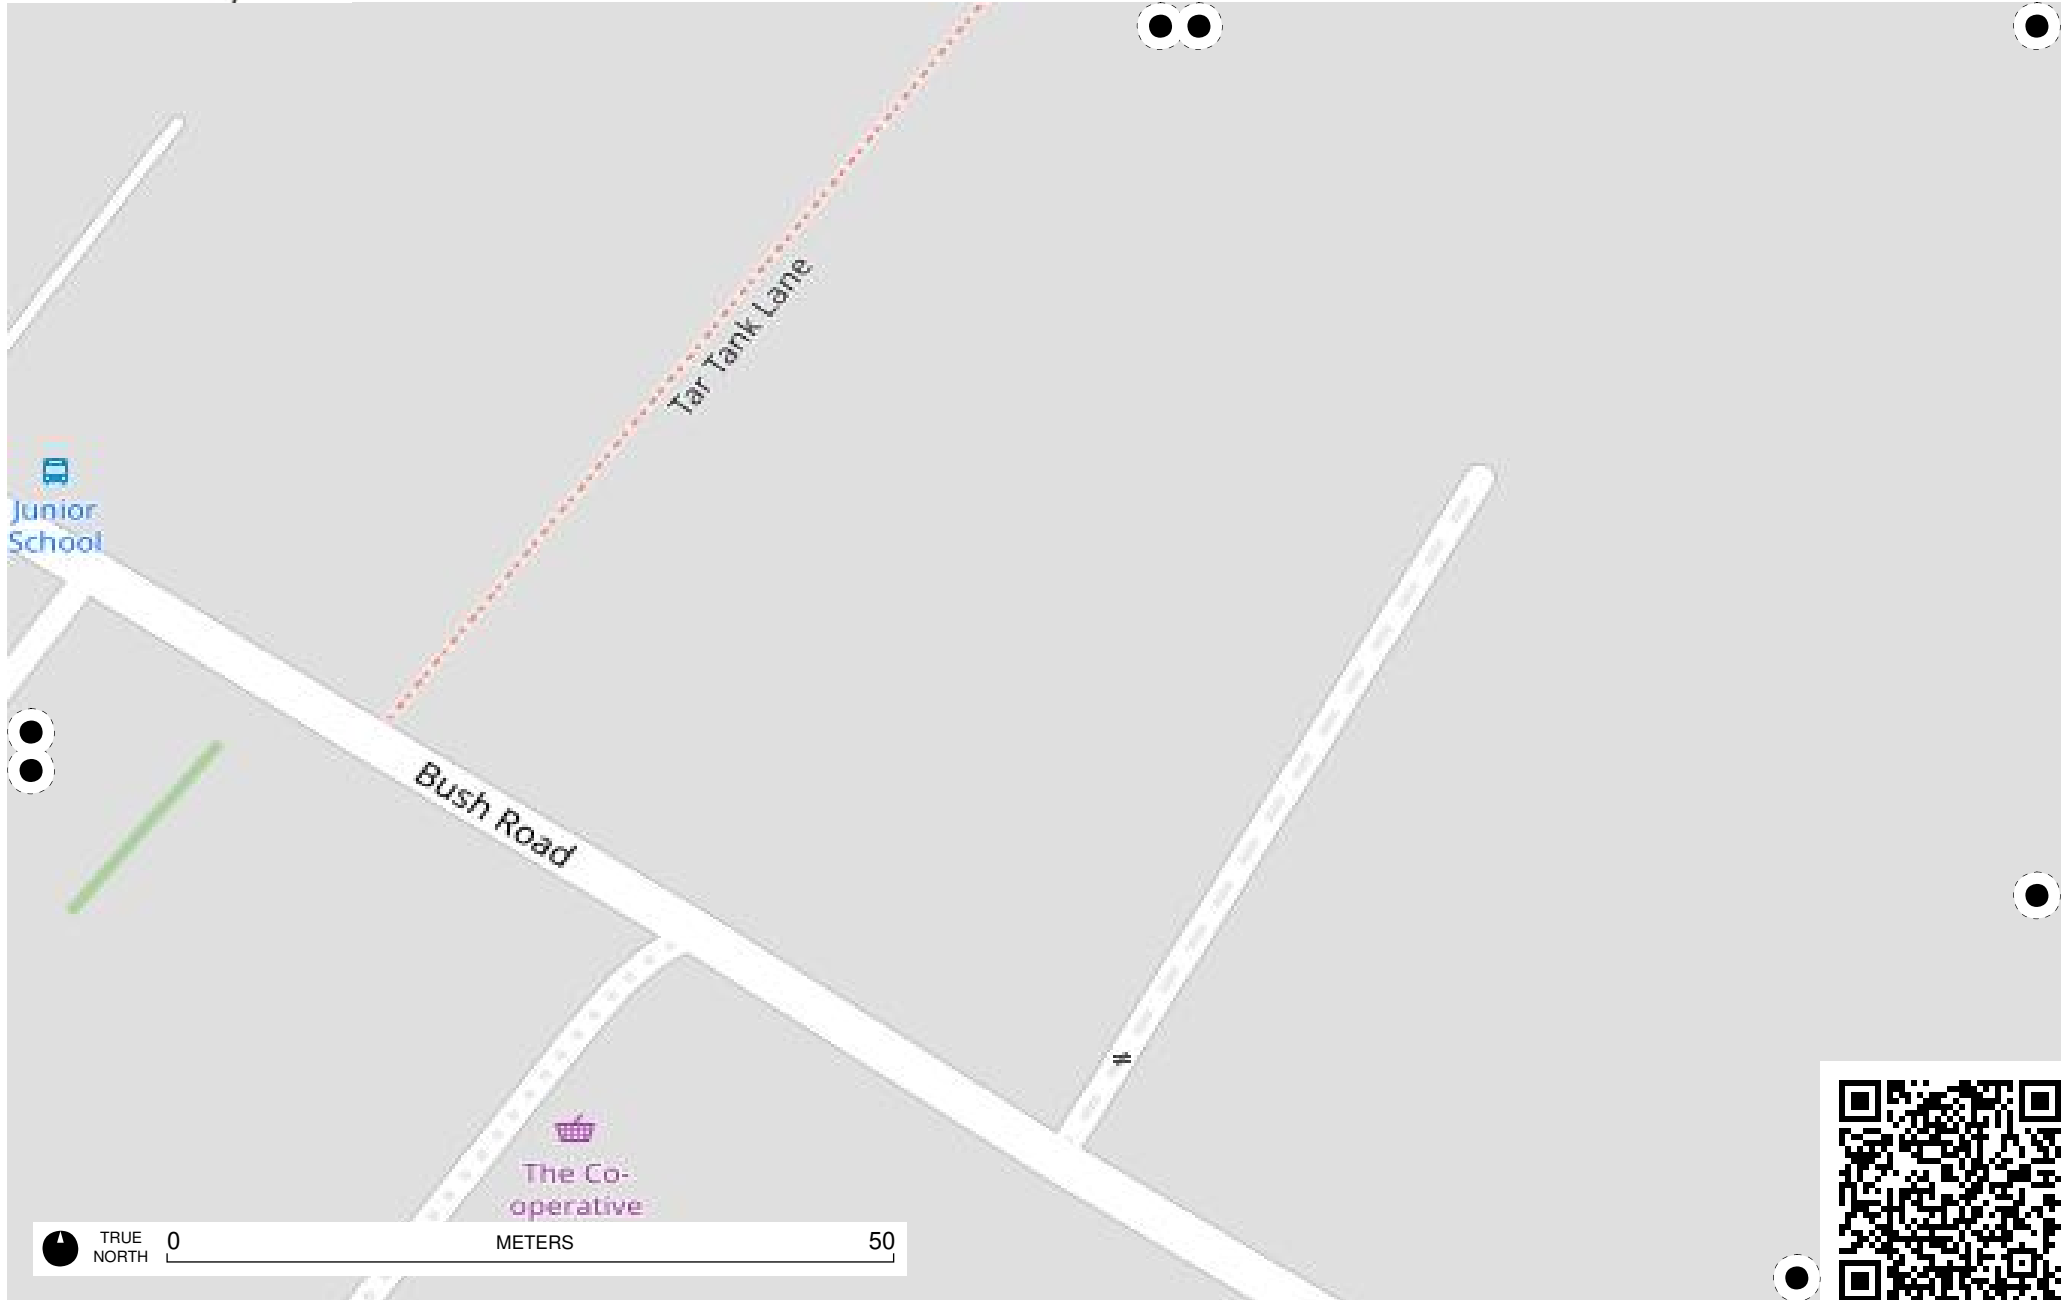 Tar Tank Lane
Junior
School
Bush Road
≠
The Co-
operative
TRUE
NORTH
0
METERS
50